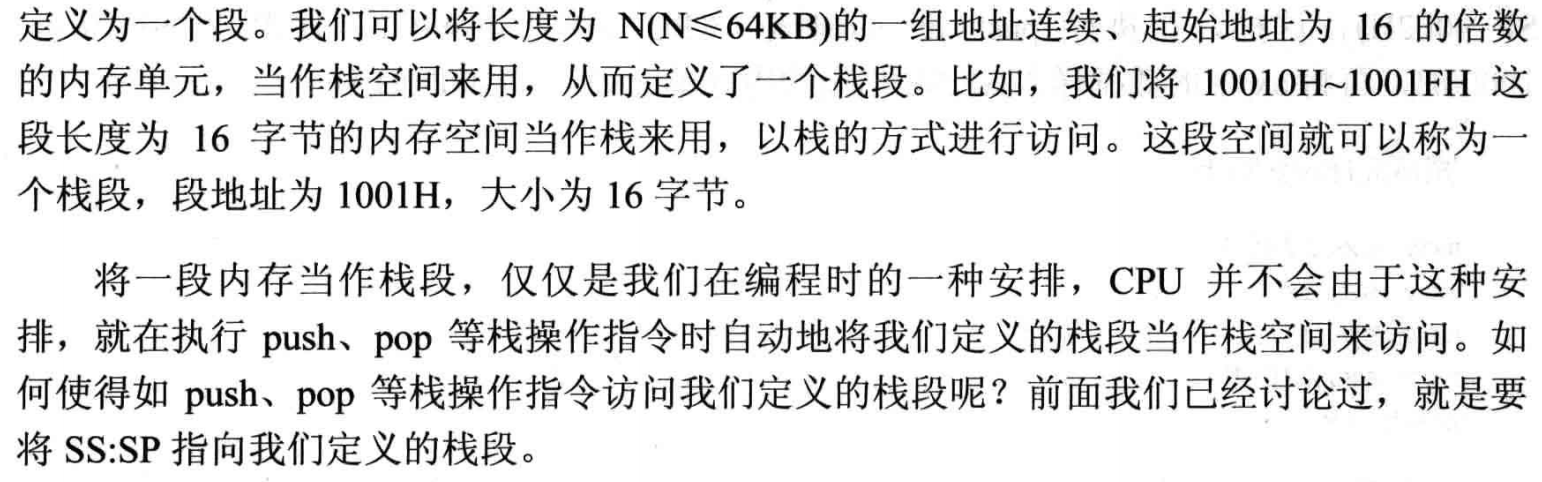 定义为一个段。我们可以将长度为 N(N≤64KB)的一组地址连续、起始地址为 16 的倍数
的内存单元，当作栈空间来用，从而定义了一个栈段。比如，我们将 10010H~1001FH 这
段长度为 16 字节的内存空间当作栈来用，以栈的方式进行访问。这段空间就可以称为一
个栈段，段地址为 1001H，大小为 16 字节。
将一段内存当作栈段，仅仅是我们在编程时的一种安排，CPU 并不会由于这种安
排，就在执行 push、pop 等栈操作指令时自动地将我们定义的栈段当作栈空间来访问。如
何使得如 push、pop 等栈操作指令访问我们定义的栈段呢？前面我们已经讨论过，就是要
将 SS:SP 指向我们定义的栈段。